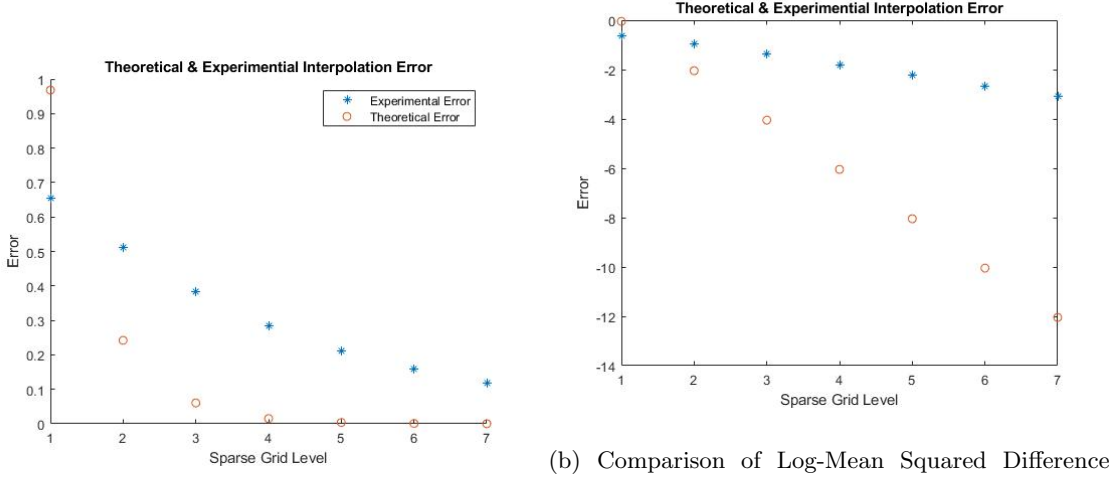 Theoretical & Experimential Interpolation Error
1
0.9
0.8
0.7
0.6
0.5
0.4
0.3
0.2
0.1
0
Error
Experimental Error
Theoretical Error
1 2 3 4 5 6 7
Sparse Grid Level
Theoretical & Experimential Interpolation Error
0
-2
-4
-6
-8
-10
-12
-14
Error
1 2 3 4 5 6 7
Sparse Grid Level
(b) Comparison of Log-Mean Squared Difference